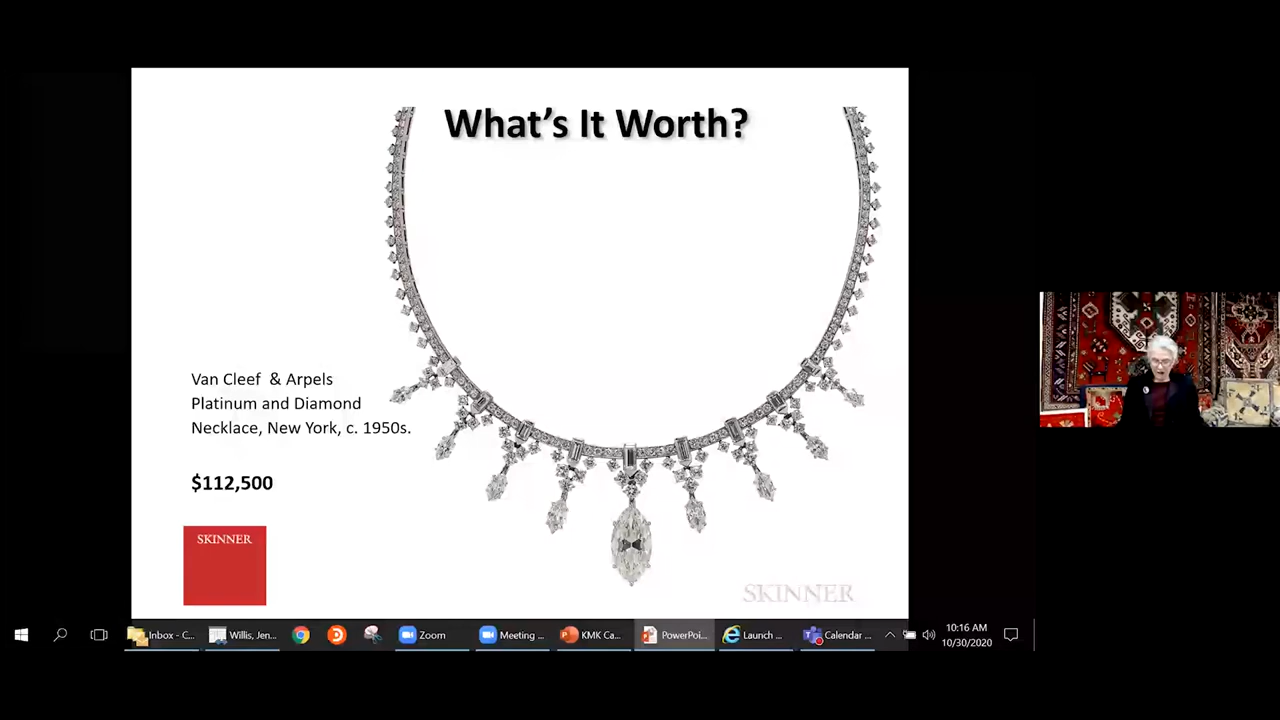 What's It Worth?
Van Cleef & Arpels
Platinum and Diamond
Necklace, New York, c. 1950s.
$112,500
SKINNER
SKINNER
Inbox - C...
Willis, Jen...
Zoom
Meeting ...
KMK Ca...
PowerPoi...
Launch ...
Calendar ...
10:16 AM
10/30/2020